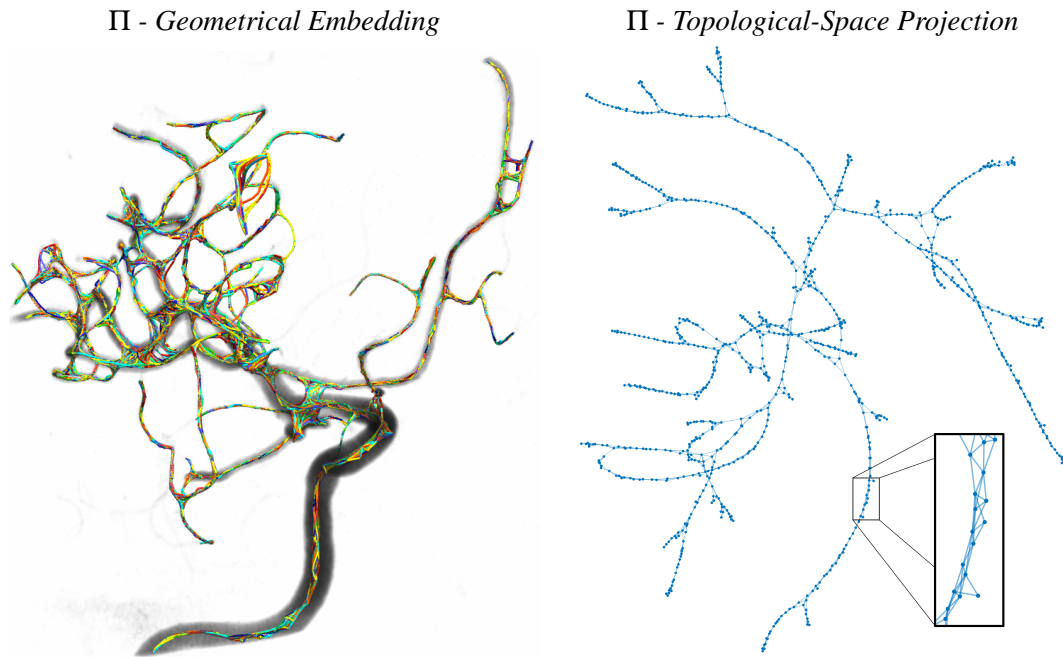 Π - Geometrical Embedding
Π - Topological-Space Projection